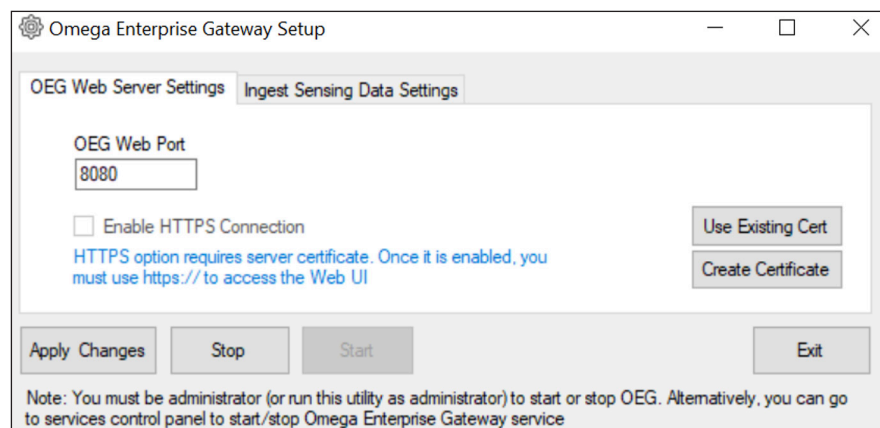 Omega Enterprise Gateway Setup
OEG Web Server Settings
Ingest Sensing Data Settings
OEG Web Port
8080
Enable HTTPS Connection
HTTPS option requires server certificate. Once it is enabled, you
must use https:// to access the Web UI
Use Existing Cert
Create Certificate
Apply Changes
Stop
Start
Exit
Note: You must be administrator (or run this utility as administrator) to start or stop OEG. Alternatively, you can go
to services control panel to start/stop Omega Enterprise Gateway service